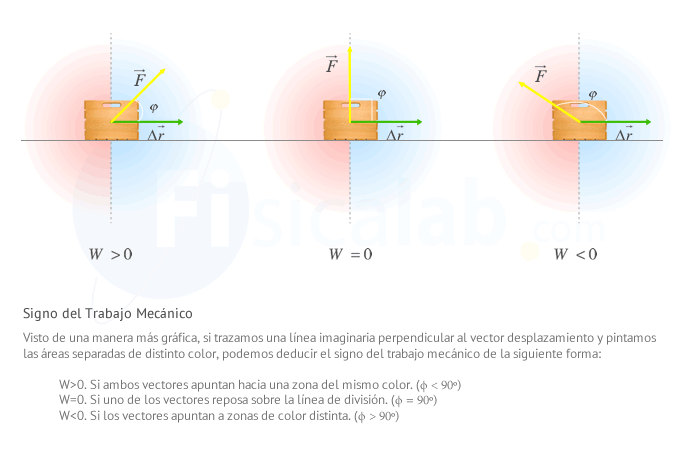 F F F
φ φ φ
Δr Δr Δr
Fisicalab.com
W > 0 W = 0 W < 0
Signo del Trabajo Mecánico
Visto de una manera más gráfica, si trazamos una línea imaginaria perpendicular al vector desplazamiento y pintamos
las áreas separadas de distinto color, podemos deducir el signo del trabajo mecánico de la siguiente forma:
W>0. Si ambos vectores apuntan hacia una zona del mismo color. (ϕ < 90º)
W=0. Si uno de los vectores reposa sobre la línea de división. (ϕ = 90º)
W<0. Si los vectores apuntan a zonas de color distinta. (ϕ > 90º)